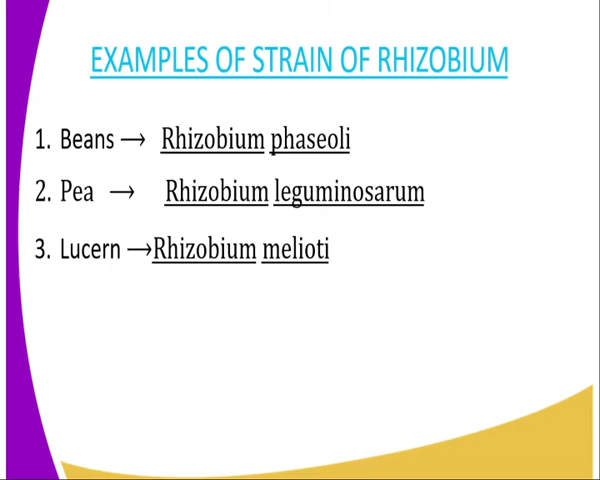 EXAMPLES OF STRAIN OF RHIZOBIUM
1. Beans → Rhizobium phaseoli
2. Pea → Rhizobium leguminosarum
3. Lucern →Rhizobium melioti